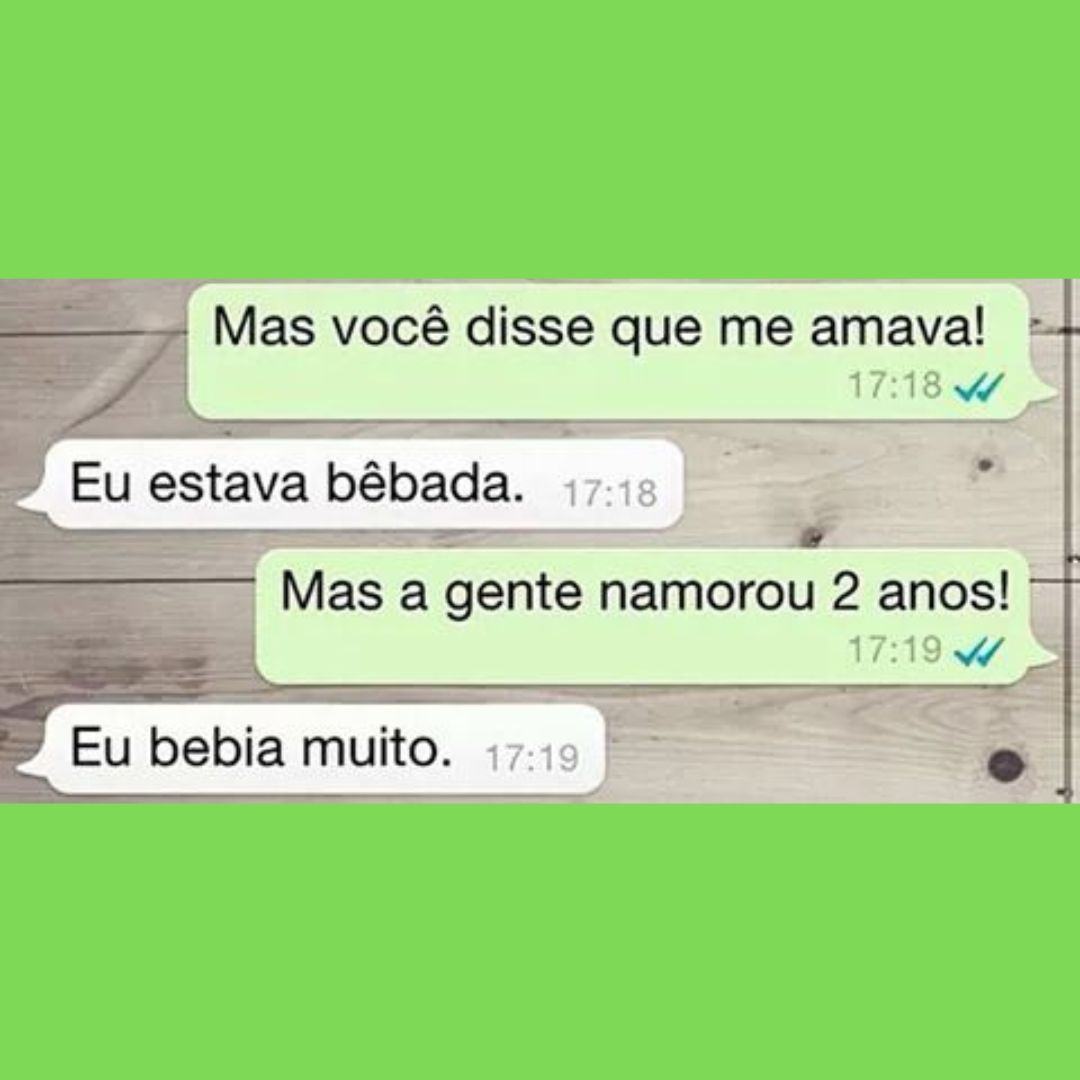 Mas você disse que me amava!
17:18
Eu estava bêbada. 17:18
Mas a gente namorou 2 anos!
17:19
Eu bebia muito. 17:19